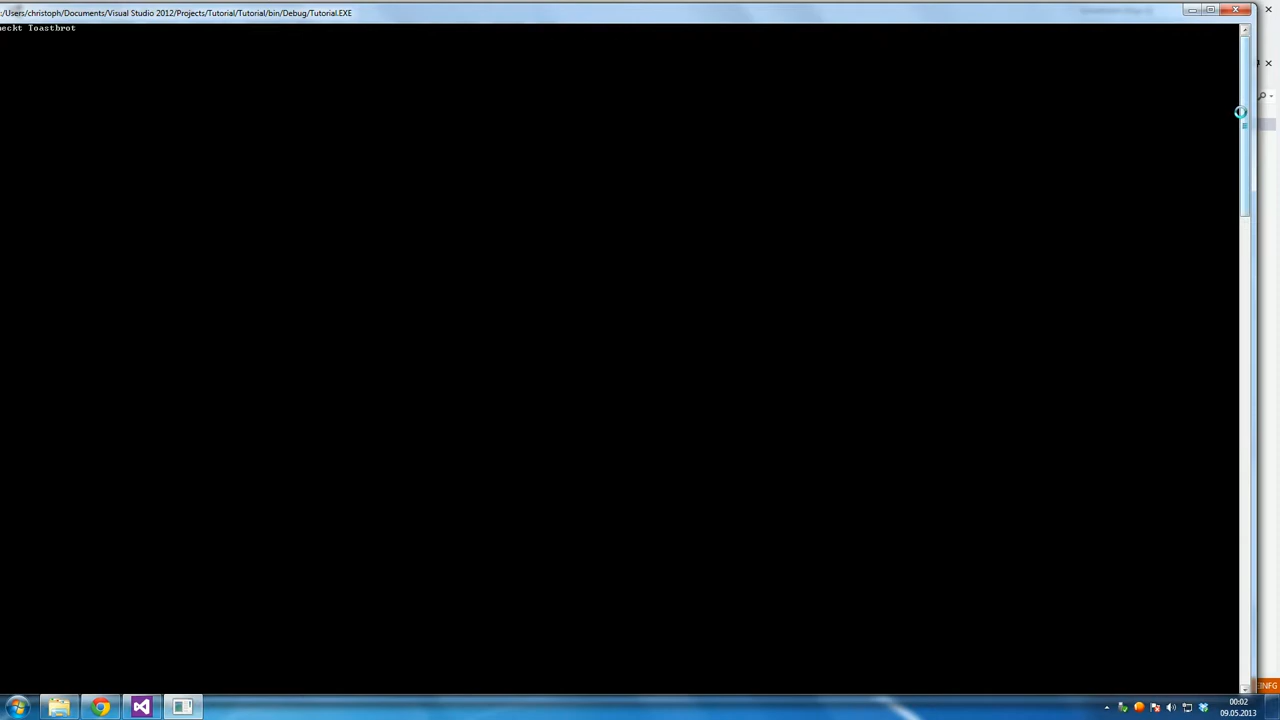 :/Users/christoph/Documents/Visual Studio 2012/Projects/Tutorial/Tutorial/bin/Debug/Tutorial.EXE
eckt Toastbrot
EINFG
00:02
09.05.2013